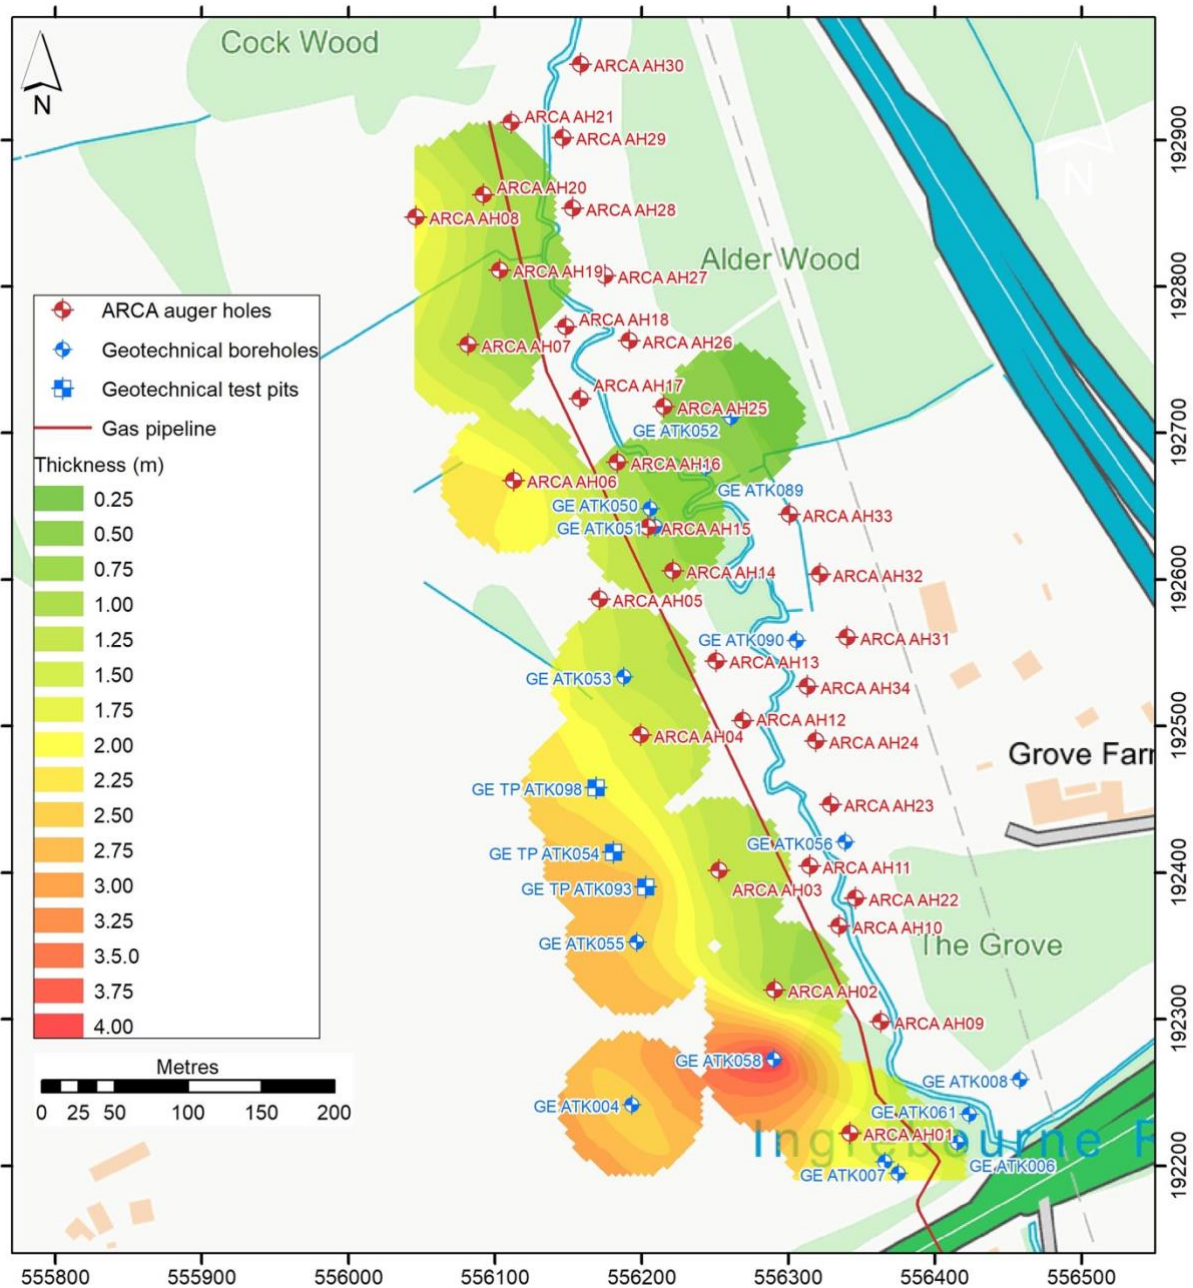 Cock Wood
N
ARCA AH30
ARCA AH21
ARCA AH29
192900
N
ARCA AH20
ARCA AH28
ARCA AH08
Alder Wood
ARCA AH19
ARCA AH27
192800
ARCA auger holes
ARCA AH18
ARCA AH26
ARCA AH07
Geotechnical boreholes
Geotechnical test pits
ARCA AH17
ARCA AH25
Gas pipeline
GE ATK052
192700
Thickness (m)
ARCA AH16
ARCA AH06
GE ATK089
0.25
GE ATK050
ARCA AH33
0.50
GE ATK051
ARCA AH15
0.75
ARCA AH14
ARCA AH32
192600
1.00
ARCA AH05
1.25
GE ATK090
ARCA AH31
1.50
ARCA AH13
GE ATK053
ARCA AH34
1.75
ARCA AH12
192500
2.00
ARCA AH04
ARCA AH24
Grove Farr
2.25
GE TP ATK098
2.50
ARCA AH23
2.75
GE TP ATK054
GE ATK056
3.00
GE TP ATK093
ARCA AH03
ARCA AH11
192400
3.25
ARCA AH22
3.5.0
GE ATK055
ARCA AH10
The Grove
3.75
ARCA AH02
4.00
ARCA AH09
192300
Metres
GE ATK058
GE ATK008
0 25 50 100 150 200
GE ATK004
GE ATK061
ARCA AH01
Ingrebourne R
GE ATK007
GE ATK006
192200
555800 555900 556000 556100 556200 556300 556400 556500